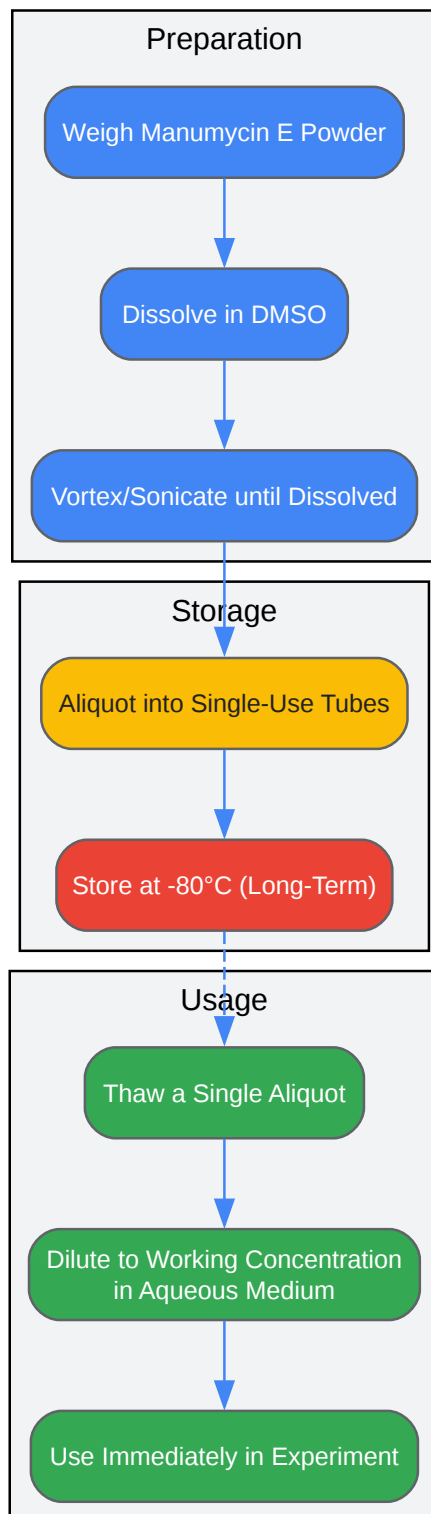 Preparation
Weigh Manumycin E Powder
Dissolve in DMSO
Vortex/Sonicate until Dissolved
Storage
Aliquot into Single-Use Tubes
Store at -80°C (Long-Term)
Usage
Thaw a Single Aliquot
Dilute to Working Concentration
in Aqueous Medium
Use Immediately in Experiment